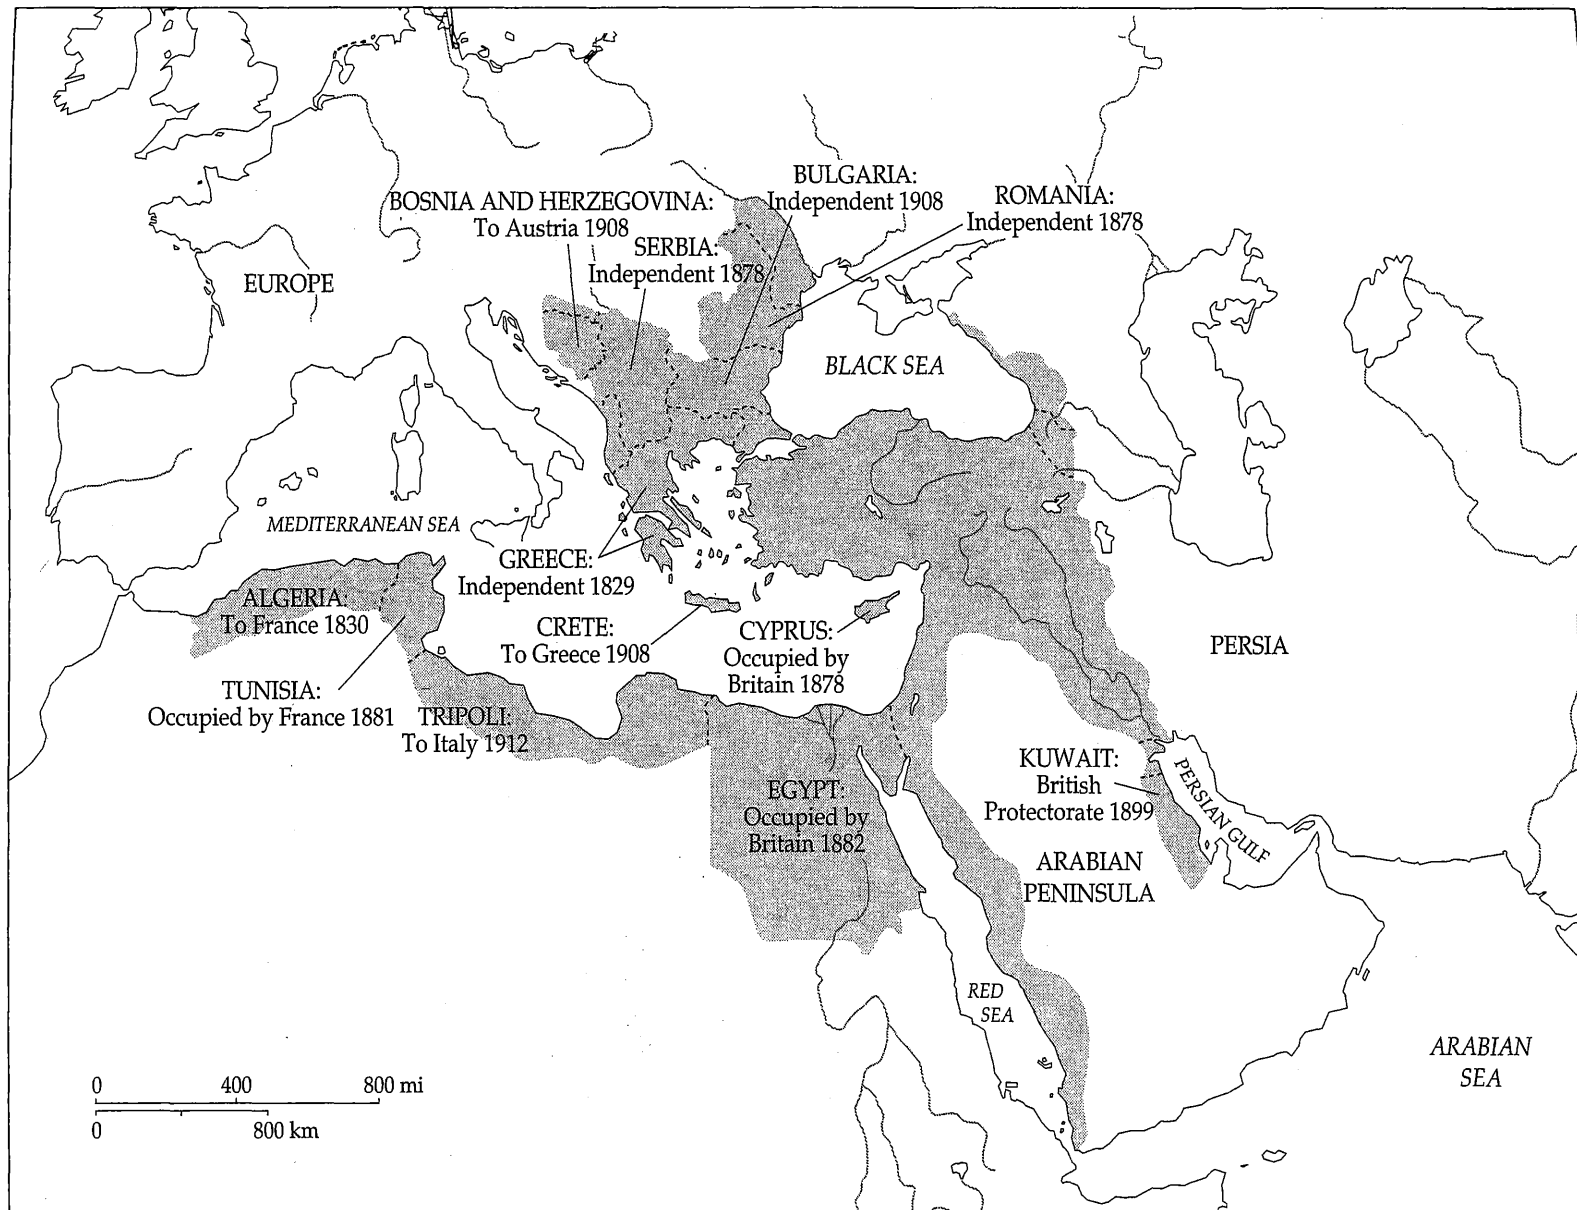 BULGARIA:
Independent 1908
BOSNIA AND HERZEGOVINA:
To Austria 1908
ROMANIA:
Independent 1878
SERBIA:
Independent 1878
EUROPE
BLACK SEA
MEDITERRANEAN SEA
GREECE:
Independent 1829
ALGERIA:
To France 1830
CRETE:
To Greece 1908
CYPRUS:
Occupied by
Britain 1878
PERSIA
TUNISIA:
Occupied by France 1881
TRIPOLI:
To Italy 1912
KUWAIT:
British
Protectorate 1899
PERSIAN GULF
EGYPT:
Occupied by
Britain 1882
ARABIAN
PENINSULA
RED
SEA
ARABIAN
SEA
0 400 800 mi
0 800 km